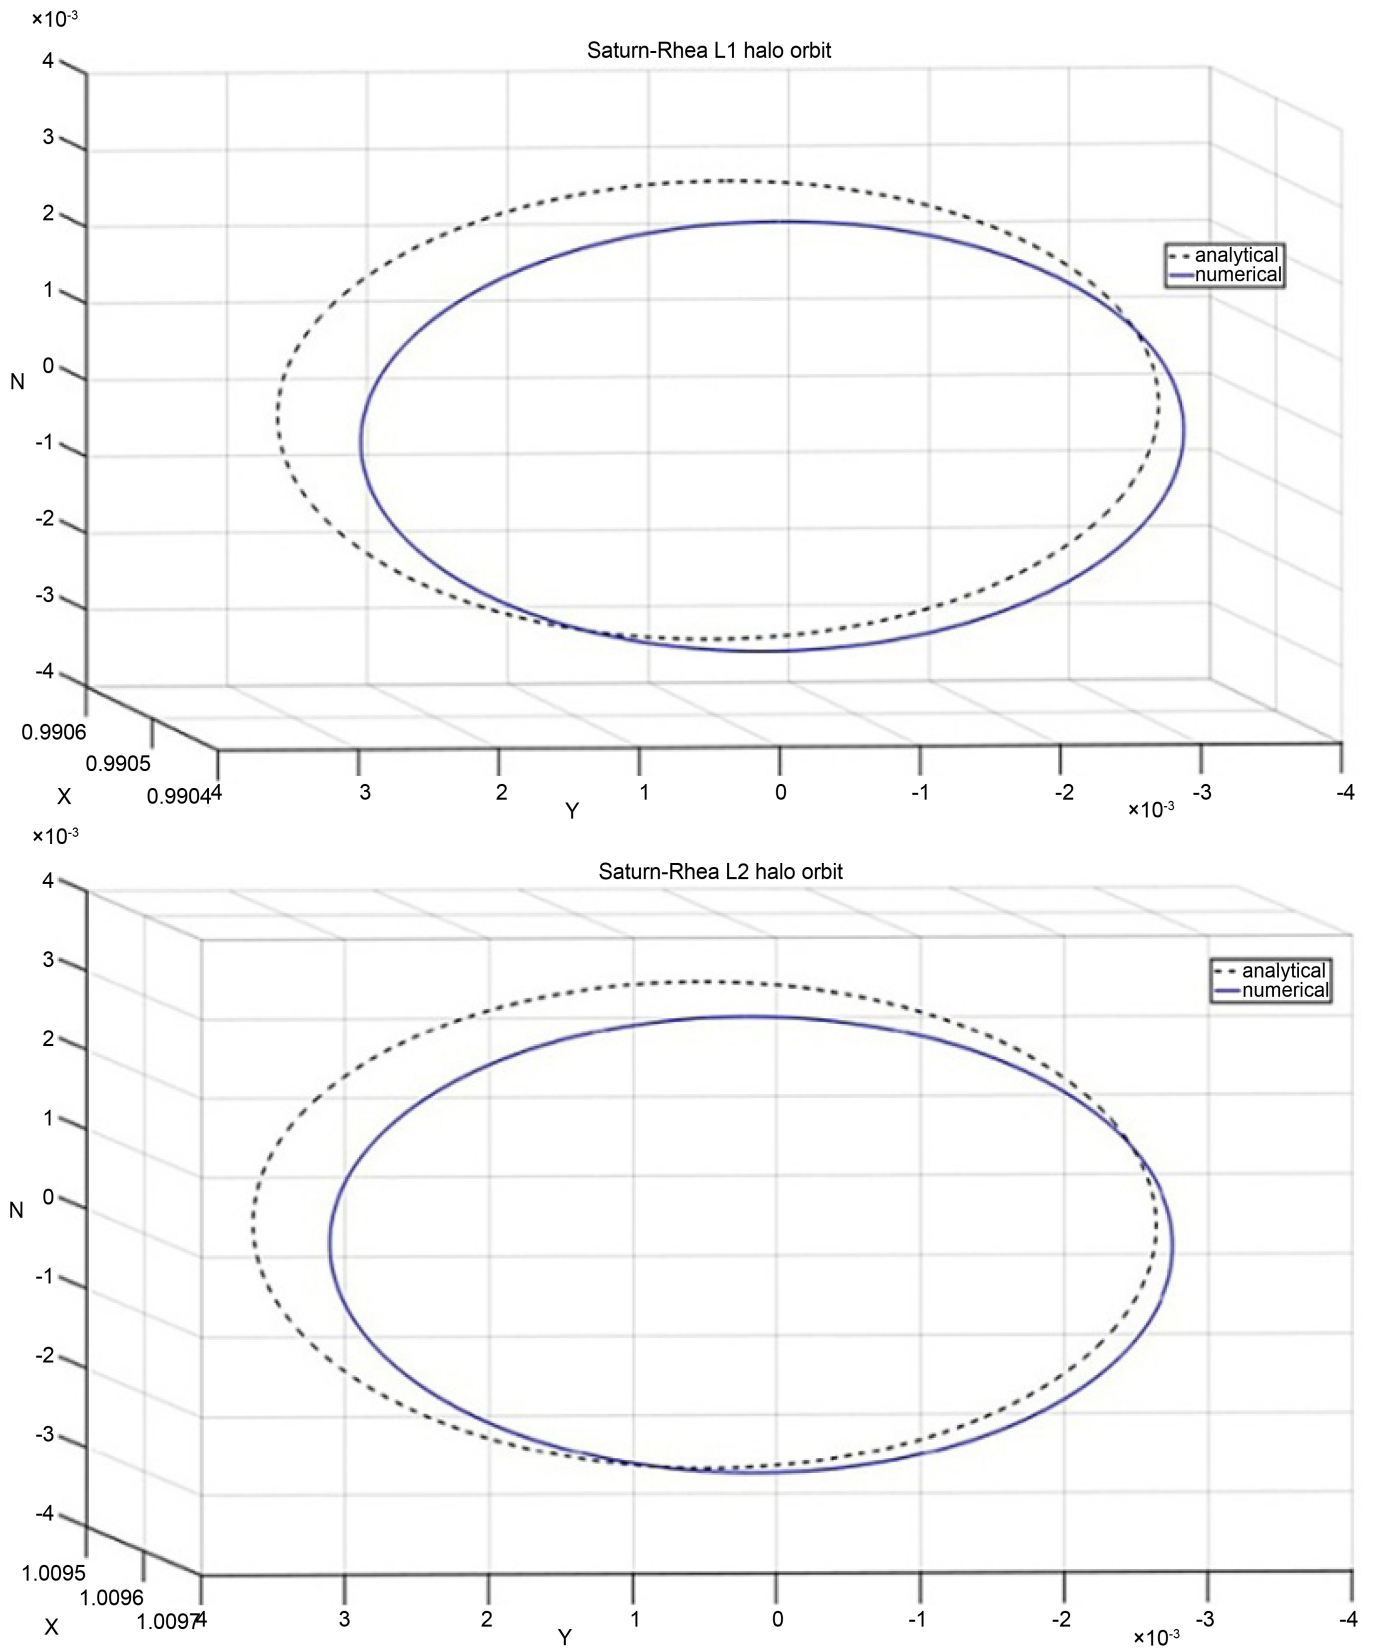 ×10-3
Saturn-Rhea L1 halo orbit
4
3
2
analytical
numerical
1
0
N
-1
-2
-3
-4
0.9906
0.9905
X
0.9904
4 3 2 1 0 -1 -2 -3 -4
Y
×10-3
×10-3
Saturn-Rhea L2 halo orbit
4
3
analytical
numerical
2
1
0
N
-1
-2
-3
-4
1.0095
1.0096
X
1.0097
4 3 2 1 0 -1 -2 -3 -4
Y
×10-3